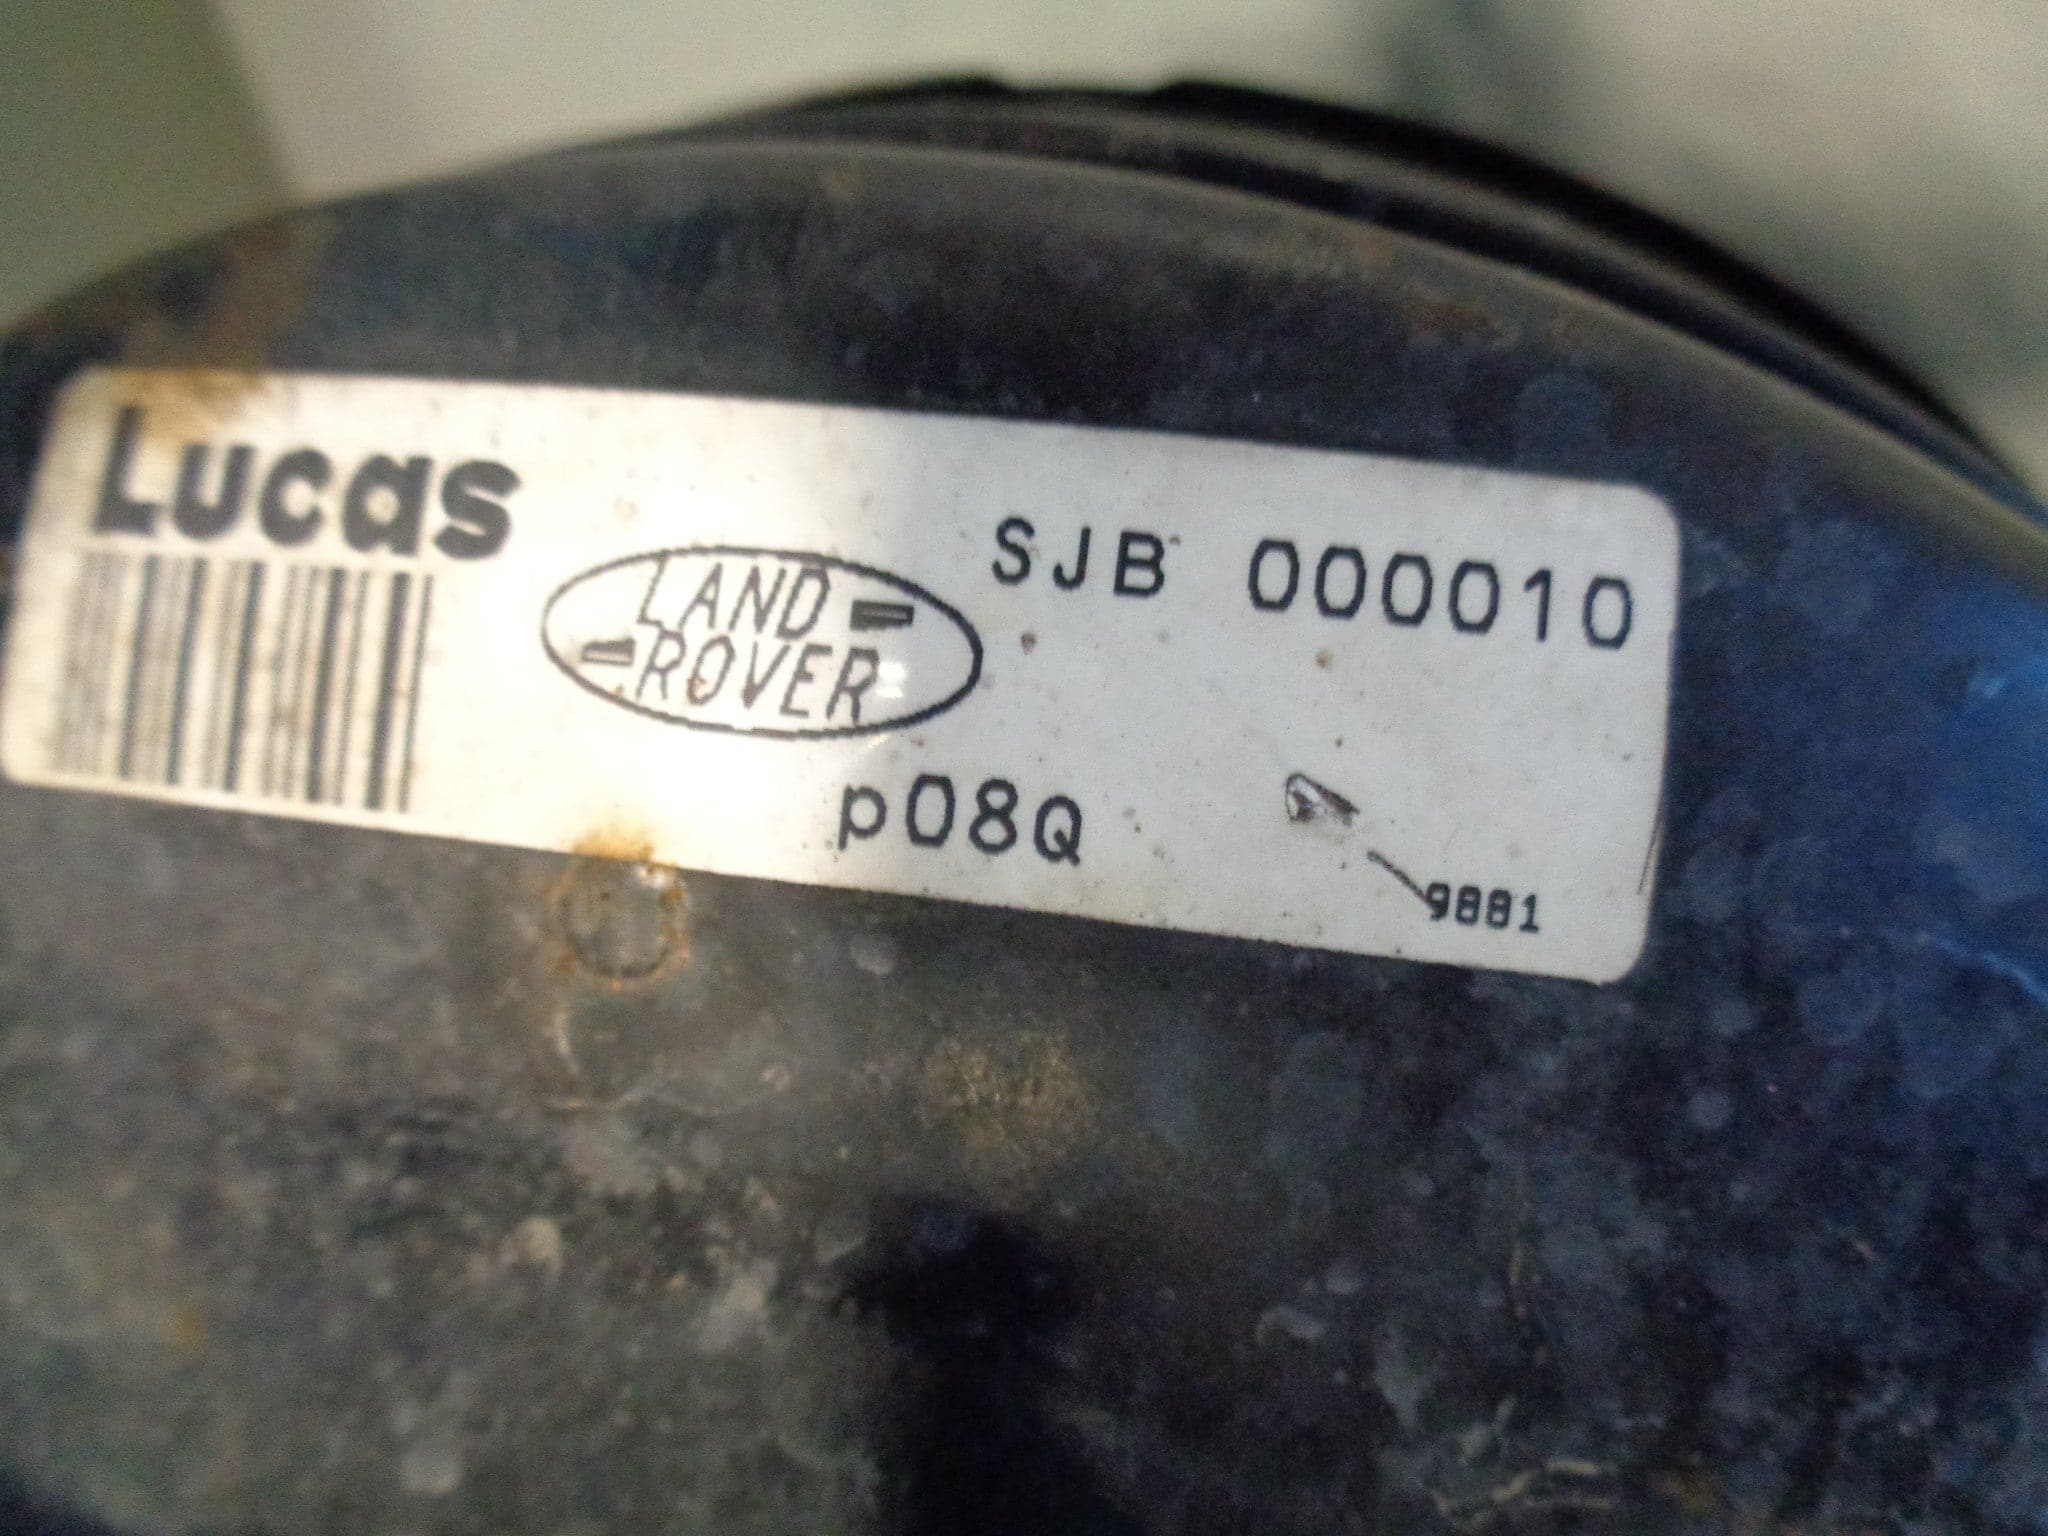 Lucas
LAND
ROVER
SJB 000010
p08Q
9881